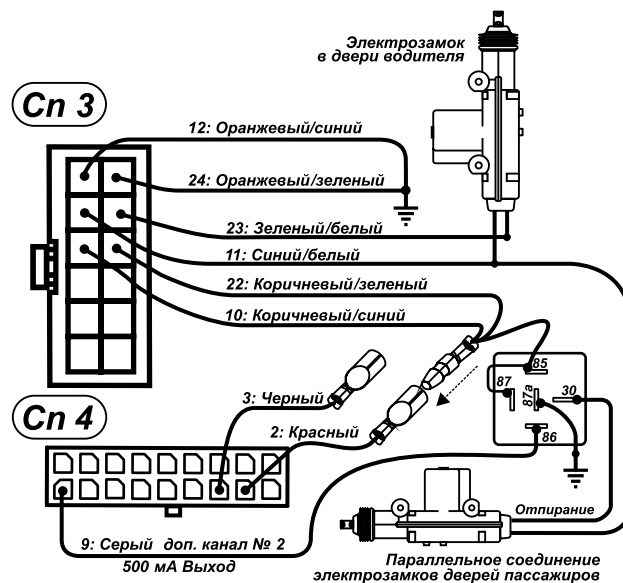 Электрозамок
в двери водителя
Сп 3
12: Оранжевый/синий
24: Оранжевый/зеленый
23: Зеленый/белый
11: Синий/белый
22: Коричневый/зеленый
10: Коричневый/синий
85
30
87
87a
86
3: Черный
Сп 4
2: Красный
Отпирание
9: Серый доп. канал № 2
500 мА Выход
Параллельное соединение
электрозамков дверей пассажиров